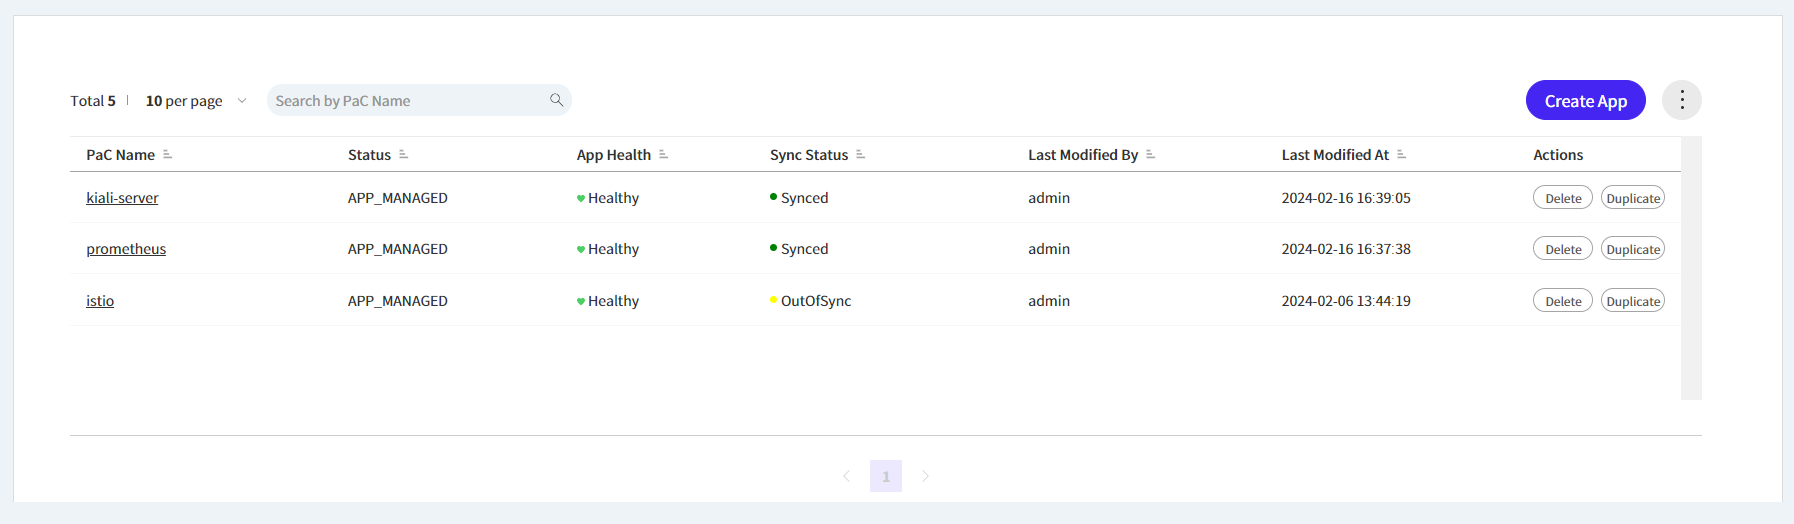 Total 5 10 per page Search by PaC Name Create App
PaC Name Status App Health Sync Status Last Modified By Last Modified At Actions
kiali-server APP_MANAGED Healthy Synced admin 2024-02-16 16:39:05 Delete Duplicate
prometheus APP_MANAGED Healthy Synced admin 2024-02-16 16:37:38 Delete Duplicate
istio APP_MANAGED Healthy OutOfSync admin 2024-02-06 13:44:19 Delete Duplicate
1